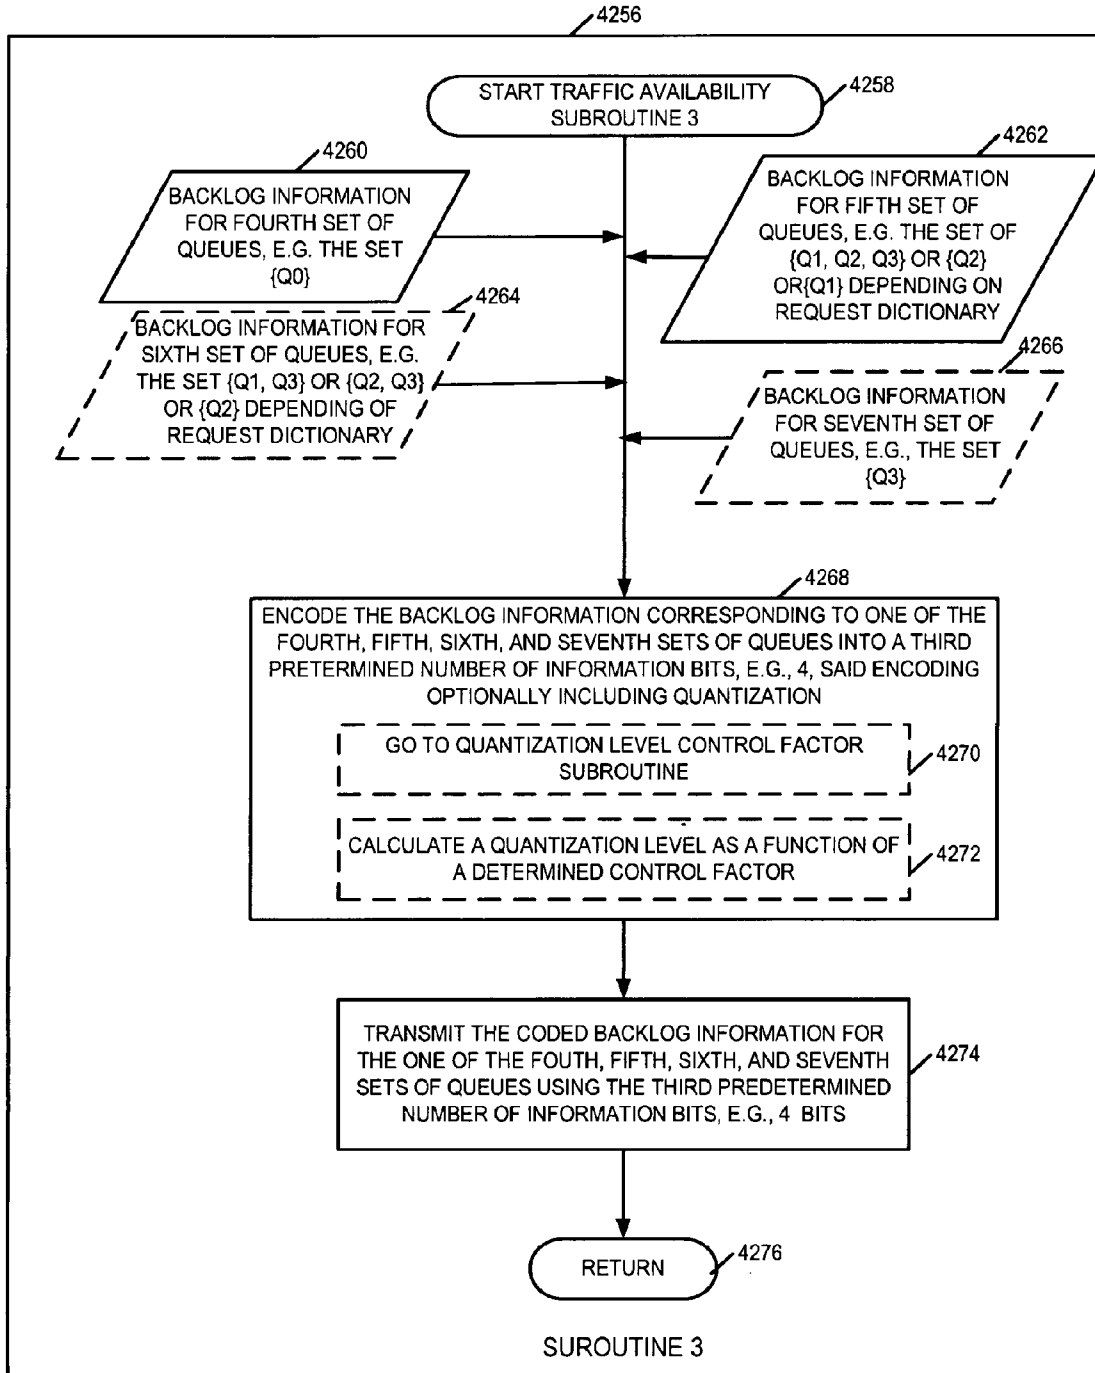 4256
START TRAFFIC AVAILABILITY
SUBROUTINE 3
4258
4260
BACKLOG INFORMATION
FOR FOURTH SET OF
QUEUES, E.G. THE SET
{Q0}
4262
BACKLOG INFORMATION
FOR FIFTH SET OF
QUEUES, E.G. THE SET OF
{Q1, Q2, Q3} OR {Q2}
OR{Q1} DEPENDING ON
REQUEST DICTIONARY
4264
BACKLOG INFORMATION FOR
SIXTH SET OF QUEUES, E.G.
THE SET {Q1, Q3} OR {Q2, Q3}
OR {Q2} DEPENDING OF
REQUEST DICTIONARY
4266
BACKLOG INFORMATION
FOR SEVENTH SET OF
QUEUES, E.G., THE SET
{Q3}
4268
ENCODE THE BACKLOG INFORMATION CORRESPONDING TO ONE OF THE
FOURTH, FIFTH, SIXTH, AND SEVENTH SETS OF QUEUES INTO A THIRD
PRETERMINED NUMBER OF INFORMATION BITS, E.G., 4, SAID ENCODING
OPTIONALLY INCLUDING QUANTIZATION
GO TO QUANTIZATION LEVEL CONTROL FACTOR
SUBROUTINE
4270
CALCULATE A QUANTIZATION LEVEL AS A FUNCTION OF
A DETERMINED CONTROL FACTOR
4272
TRANSMIT THE CODED BACKLOG INFORMATION FOR
THE ONE OF THE FOUTH, FIFTH, SIXTH, AND SEVENTH
SETS OF QUEUES USING THE THIRD PREDETERMINED
NUMBER OF INFORMATION BITS, E.G., 4 BITS
4274
RETURN
4276
SUROUTINE 3